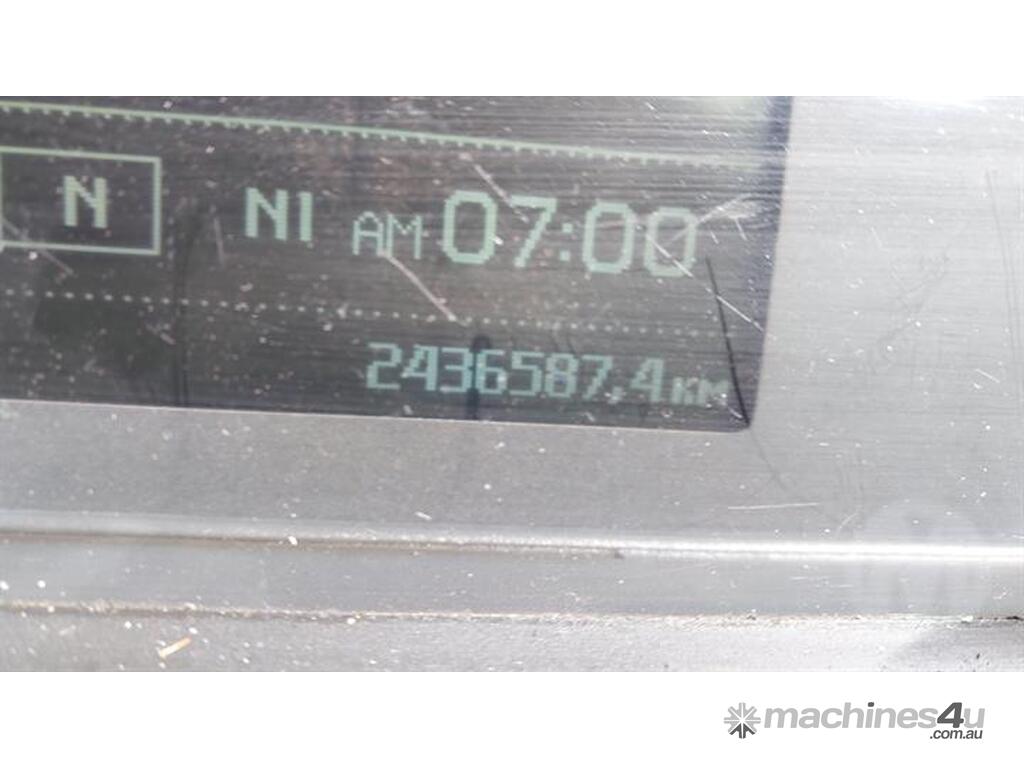 N N1 AM 07:00
2436587,4 KM
machines4u
.com.au